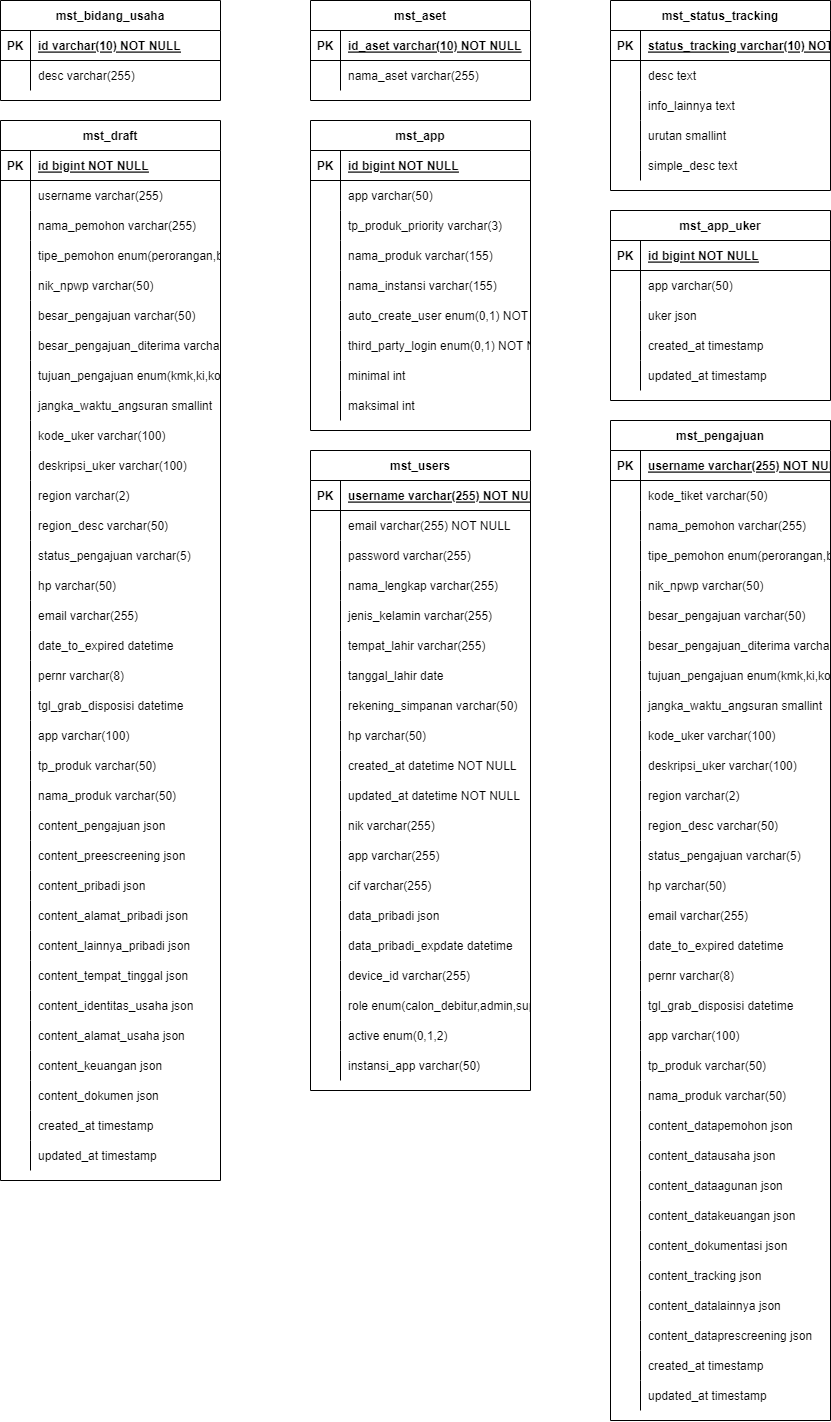 mst_bidang_usaha
PK id varchar(10) NOT NULL
desc varchar(255)
mst_draft
PK id bigint NOT NULL
username varchar(255)
nama_pemohon varchar(255)
tipe_pemohon enum(perorangan,
nik_npwp varchar(50)
besar_pengajuan varchar(50)
besar_pengajuan_diterima varcha
tujuan_pengajuan enum(kmk,ki,ko
jangka_waktu_angsuran smallint
kode_uker varchar(100)
deskripsi_uker varchar(100)
region varchar(2)
region_desc varchar(50)
status_pengajuan varchar(5)
hp varchar(50)
email varchar(255)
date_to_expired datetime
pernr varchar(8)
tgl_grab_disposisi datetime
app varchar(100)
tp_produk varchar(50)
nama_produk varchar(50)
content_pengajuan json
content_preescreening json
content_pribadi json
content_alamat_pribadi json
content_lainnya_pribadi json
content_tempat_tinggal json
content_identitas_usaha json
content_alamat_usaha json
content_keuangan json
content_dokumen json
created_at timestamp
updated_at timestamp
mst_aset
PK id_aset varchar(10) NOT NULL
nama_aset varchar(255)
mst_app
PK id bigint NOT NULL
app varchar(50)
tp_produk_priority varchar(3)
nama_produk varchar(155)
nama_instansi varchar(155)
auto_create_user enum(0,1) NOT
third_party_login enum(0,1) NOT
minimal int
maksimal int
mst_users
PK username varchar(255) NOT NU
email varchar(255) NOT NULL
password varchar(255)
nama_lengkap varchar(255)
jenis_kelamin varchar(255)
tempat_lahir varchar(255)
tanggal_lahir date
rekening_simpanan varchar(50)
hp varchar(50)
created_at datetime NOT NULL
updated_at datetime NOT NULL
nik varchar(255)
app varchar(255)
cif varchar(255)
data_pribadi json
data_pribadi_expdate datetime
device_id varchar(255)
role enum(calon_debitur,admin,su
active enum(0,1,2)
instansi_app varchar(50)
mst_status_tracking
PK status_tracking varchar(10) NOT
desc text
info_lainnya text
urutan smallint
simple_desc text
mst_app_uker
PK id bigint NOT NULL
app varchar(50)
uker json
created_at timestamp
updated_at timestamp
mst_pengajuan
PK username varchar(255) NOT NU
kode_tiket varchar(50)
nama_pemohon varchar(255)
tipe_pemohon enum(perorangan,
nik_npwp varchar(50)
besar_pengajuan varchar(50)
besar_pengajuan_diterima varcha
tujuan_pengajuan enum(kmk,ki,ko
jangka_waktu_angsuran smallint
kode_uker varchar(100)
deskripsi_uker varchar(100)
region varchar(2)
region_desc varchar(50)
status_pengajuan varchar(5)
hp varchar(50)
email varchar(255)
date_to_expired datetime
pernr varchar(8)
tgl_grab_disposisi datetime
app varchar(100)
tp_produk varchar(50)
nama_produk varchar(50)
content_datapemohon json
content_datausaha json
content_dataagunan json
content_datakeuangan json
content_dokumentasi json
content_tracking json
content_datalainnya json
content_dataprescreening json
created_at timestamp
updated_at timestamp